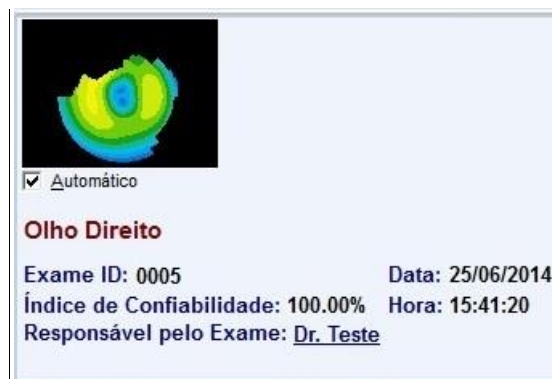 Automático
Olho Direito
Exame ID: 0005 Data: 25/06/2014
Índice de Confiabilidade: 100.00% Hora: 15:41:20
Responsável pelo Exame: Dr. Teste